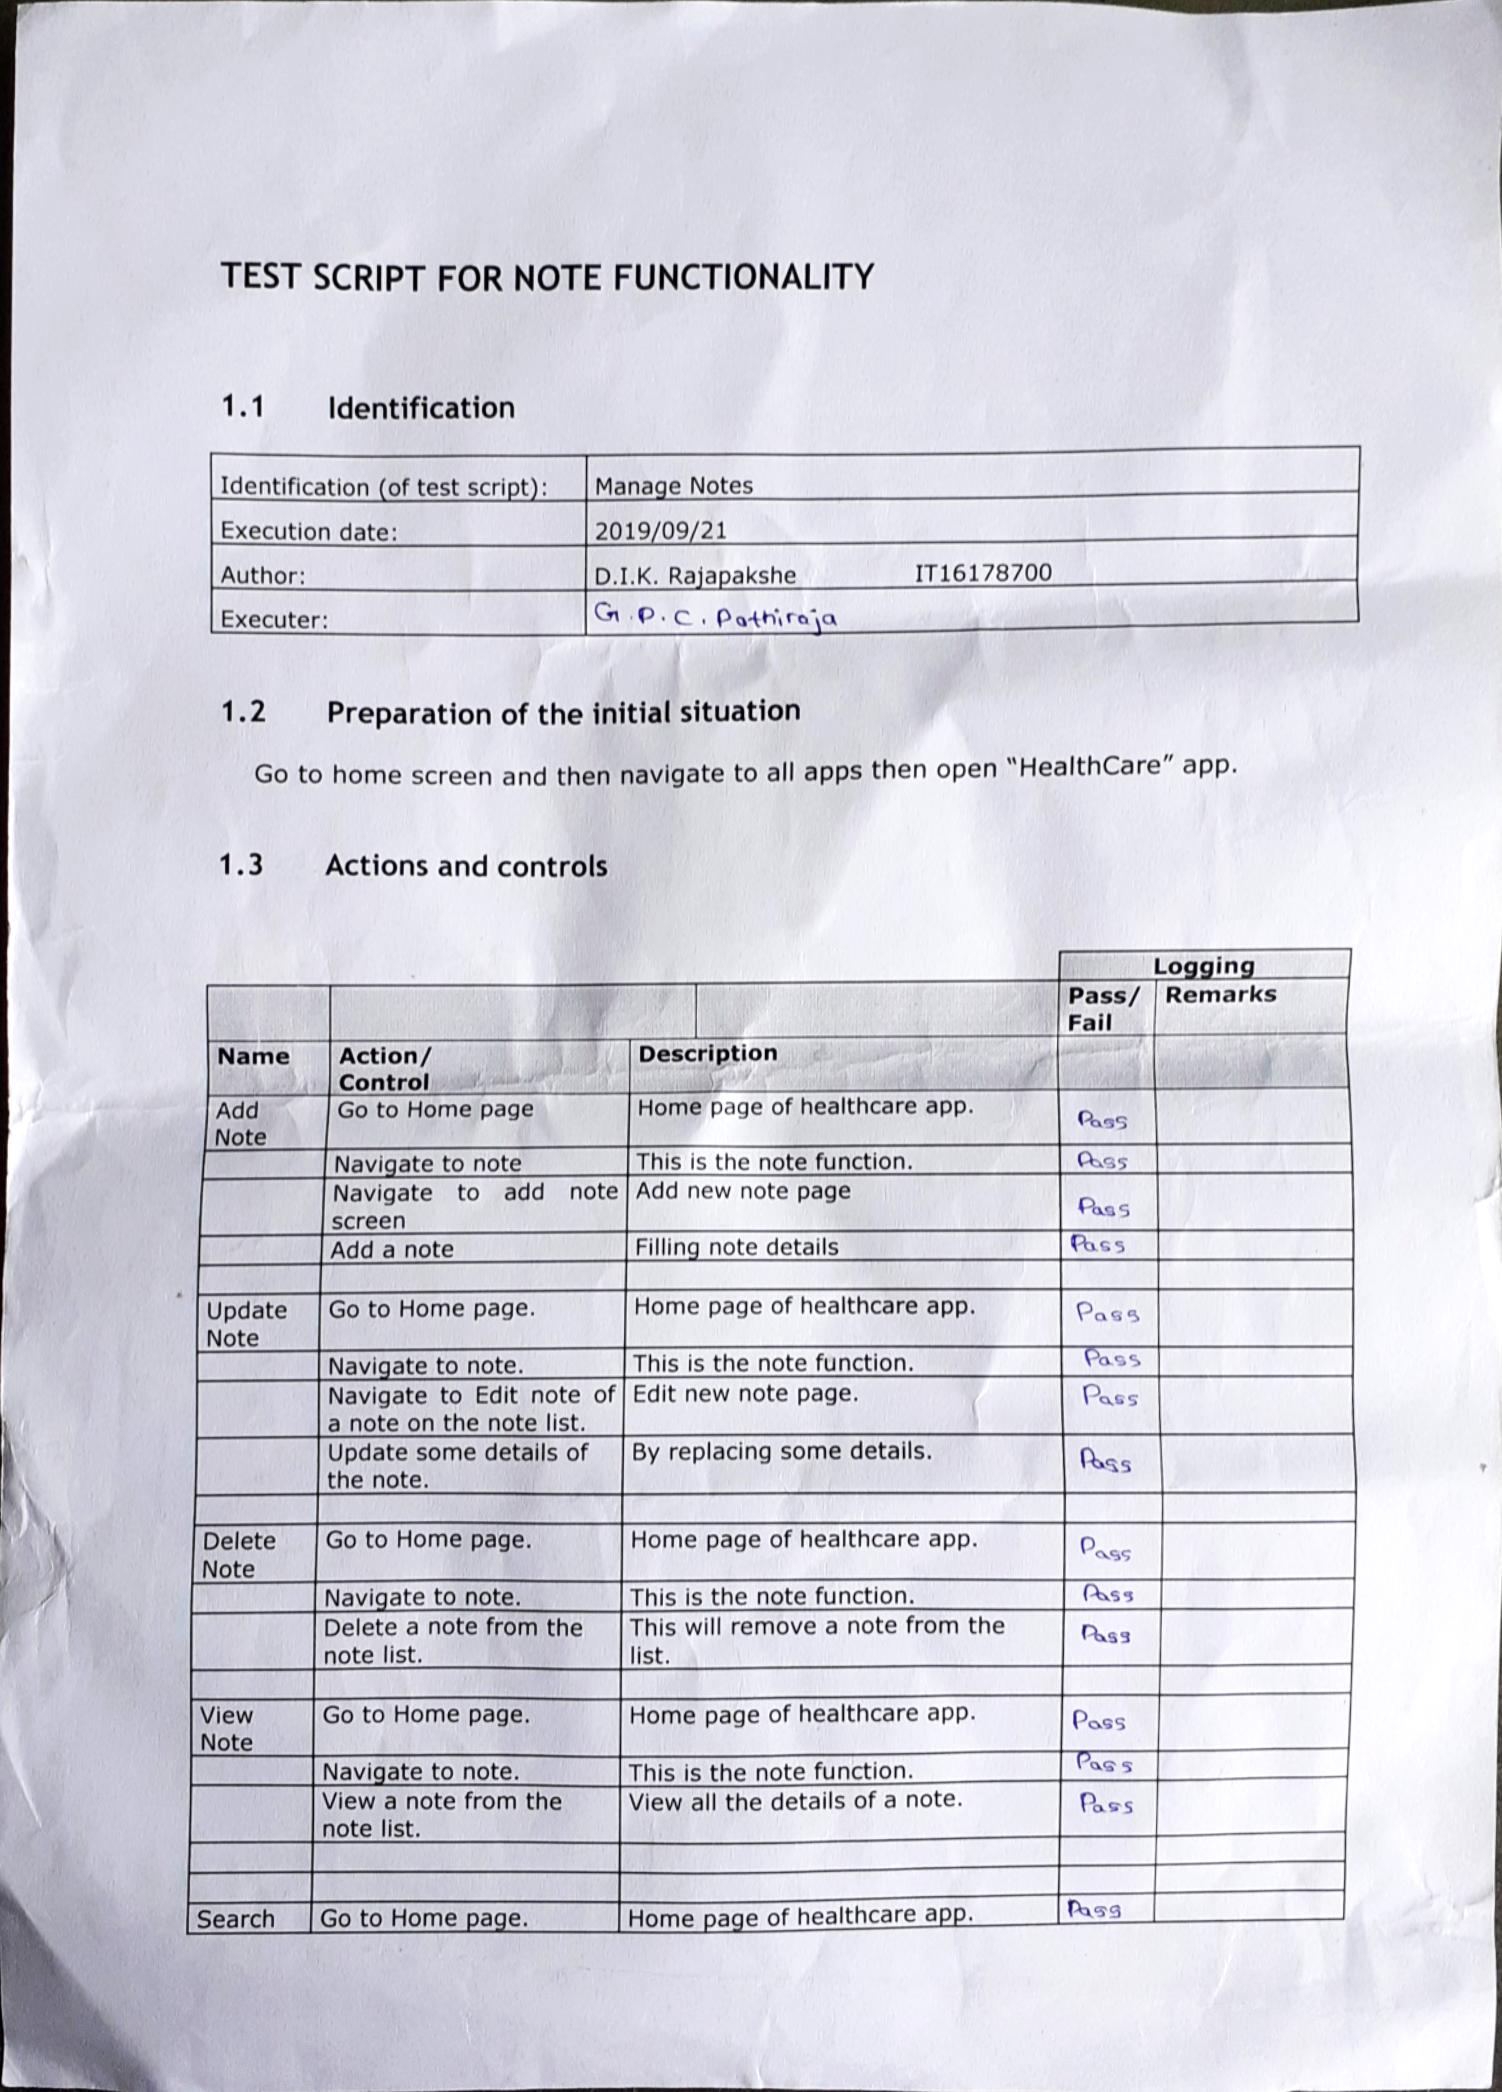 TEST SCRIPT FOR NOTE FUNCTIONALITY
1.1 Identification
Identification (of test script): Manage Notes
Execution date: 2019/09/21
Author: D.I.K. Rajapakshe IT16178700
Executer: G.P.C. Pathiraja
1.2 Preparation of the initial situation
Go to home screen and then navigate to all apps then open “HealthCare” app.
1.3 Actions and controls
Logging
Pass/ Remarks
Fail
Name Action/ Description
Control
Add Go to Home page Home page of healthcare app. Pass
Note
Navigate to note This is the note function. Pass
Navigate to add note Add new note page Pass
screen
Add a note Filling note details Pass
Update Go to Home page. Home page of healthcare app. Pass
Note
Navigate to note. This is the note function. Pass
Navigate to Edit note of Edit new note page. Pass
a note on the note list.
Update some details of By replacing some details. Pass
the note.
Delete Go to Home page. Home page of healthcare app. Pass
Note
Navigate to note. This is the note function. Pass
Delete a note from the This will remove a note from the Pass
note list. list.
View Go to Home page. Home page of healthcare app. Pass
Note
Navigate to note. This is the note function. Pass
View a note from the View all the details of a note. Pass
note list.
Search Go to Home page. Home page of healthcare app. Pass